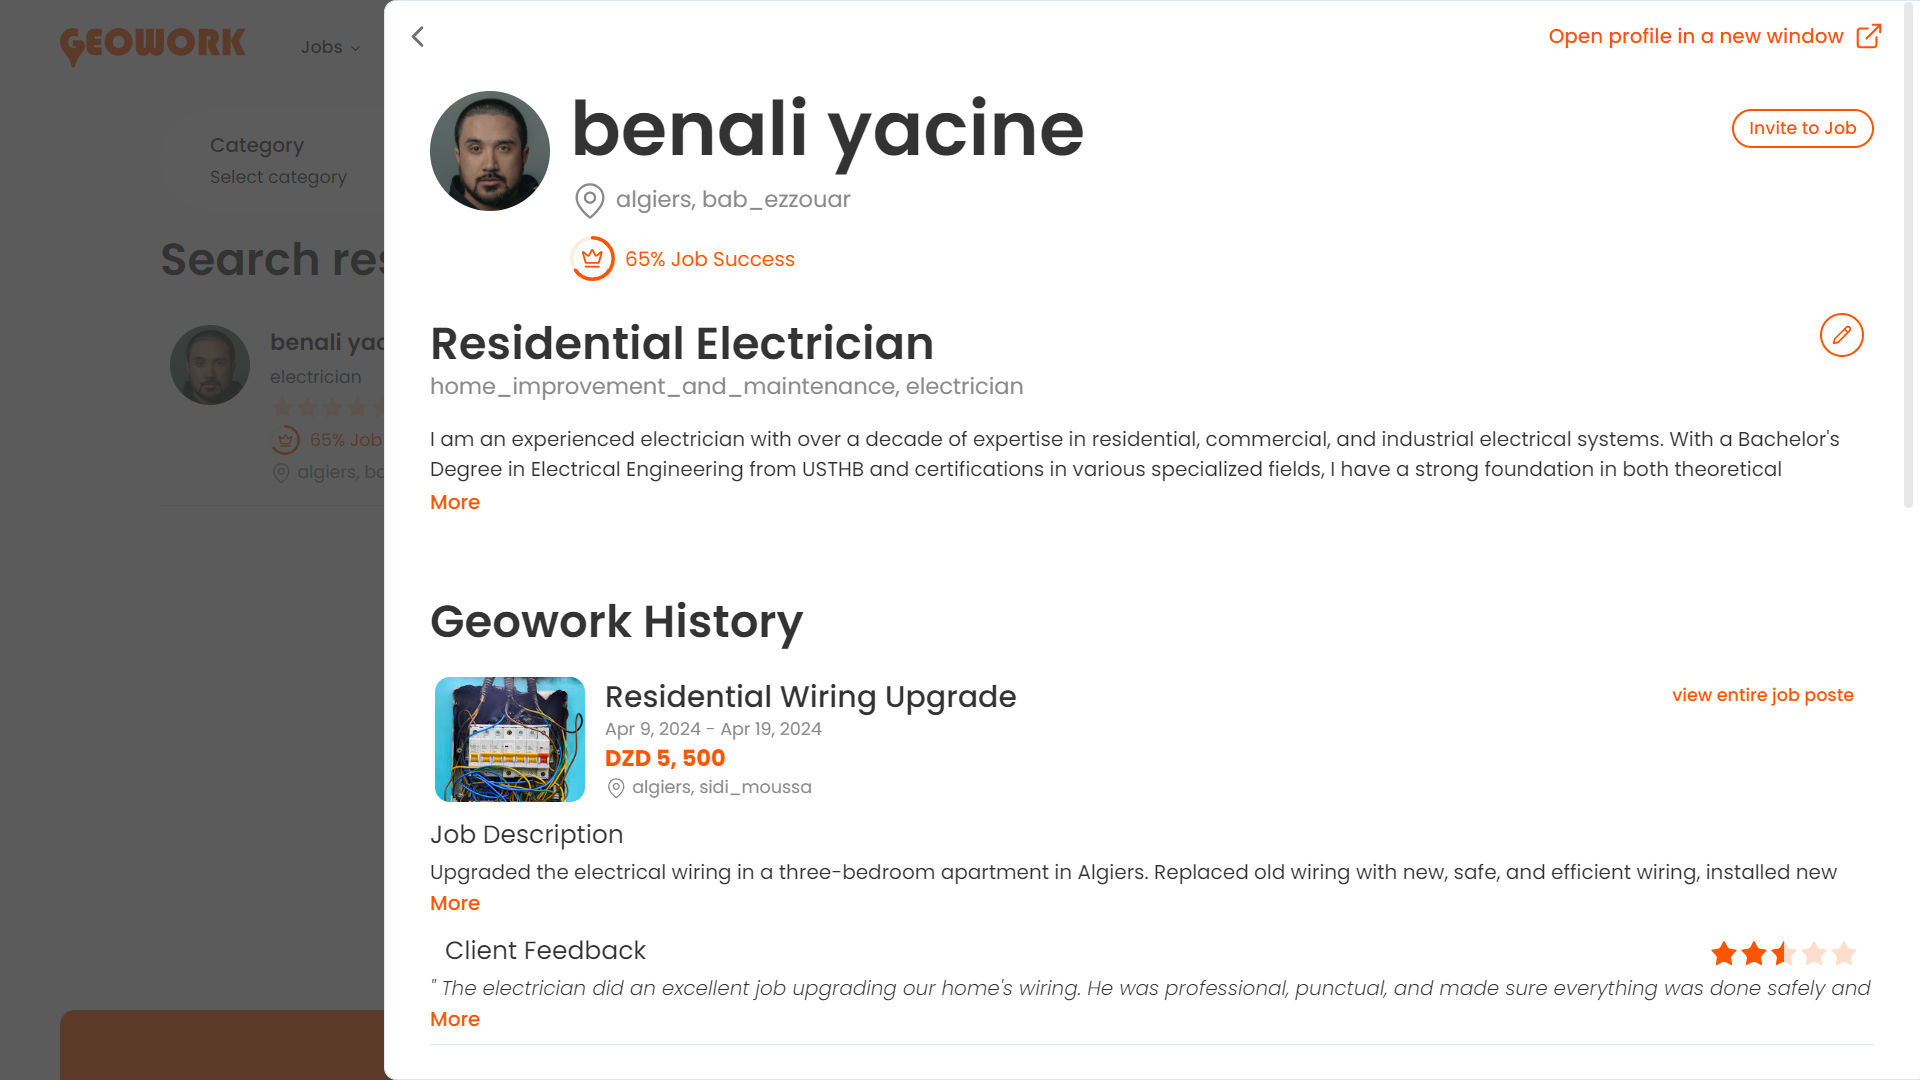 GEOWORK
Jobs
Category
Select category
Search res
benali yac
electrician
65% Job
algiers, ba
Open profile in a new window
benali yacine
Invite to Job
algiers, bab_ezzouar
65% Job Success
Residential Electrician
home_improvement_and_maintenance, electrician
I am an experienced electrician with over a decade of expertise in residential, commercial, and industrial electrical systems. With a Bachelor's
Degree in Electrical Engineering from USTHB and certifications in various specialized fields, I have a strong foundation in both theoretical
More
Geowork History
Residential Wiring Upgrade
view entire job poste
Apr 9, 2024 - Apr 19, 2024
DZD 5, 500
algiers, sidi_moussa
Job Description
Upgraded the electrical wiring in a three-bedroom apartment in Algiers. Replaced old wiring with new, safe, and efficient wiring, installed new
More
Client Feedback
" The electrician did an excellent job upgrading our home's wiring. He was professional, punctual, and made sure everything was done safely and
More